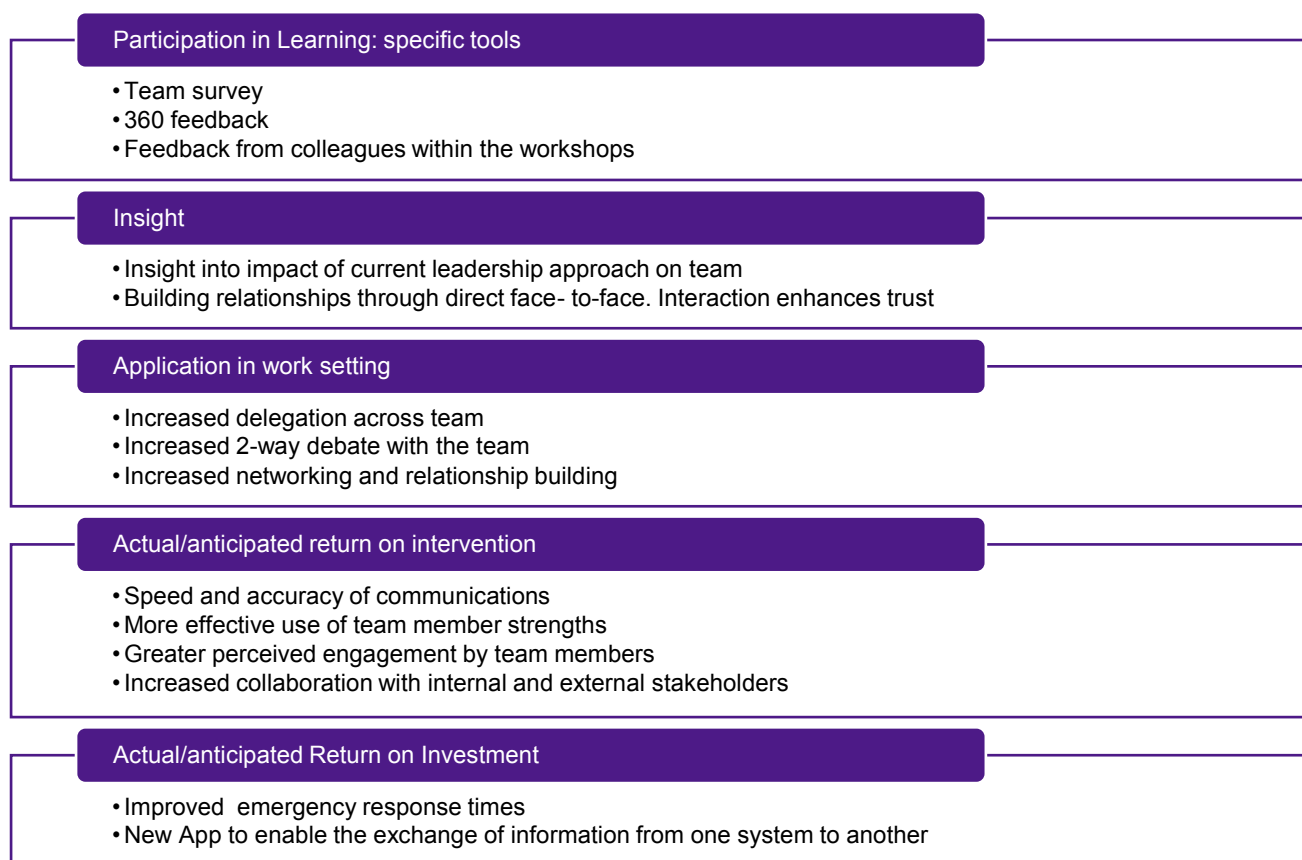 Participation in Learning: specific tools
• Team survey
• 360 feedback
• Feedback from colleagues within the workshops
Insight
• Insight into impact of current leadership approach on team
• Building relationships through direct face- to-face. Interaction enhances trust
Application in work setting
• Increased delegation across team
• Increased 2-way debate with the team
• Increased networking and relationship building
Actual/anticipated return on intervention
• Speed and accuracy of communications
• More effective use of team member strengths
• Greater perceived engagement by team members
• Increased collaboration with internal and external stakeholders
Actual/anticipated Return on Investment
• Improved  emergency response times
• New App to enable the exchange of information from one system to another